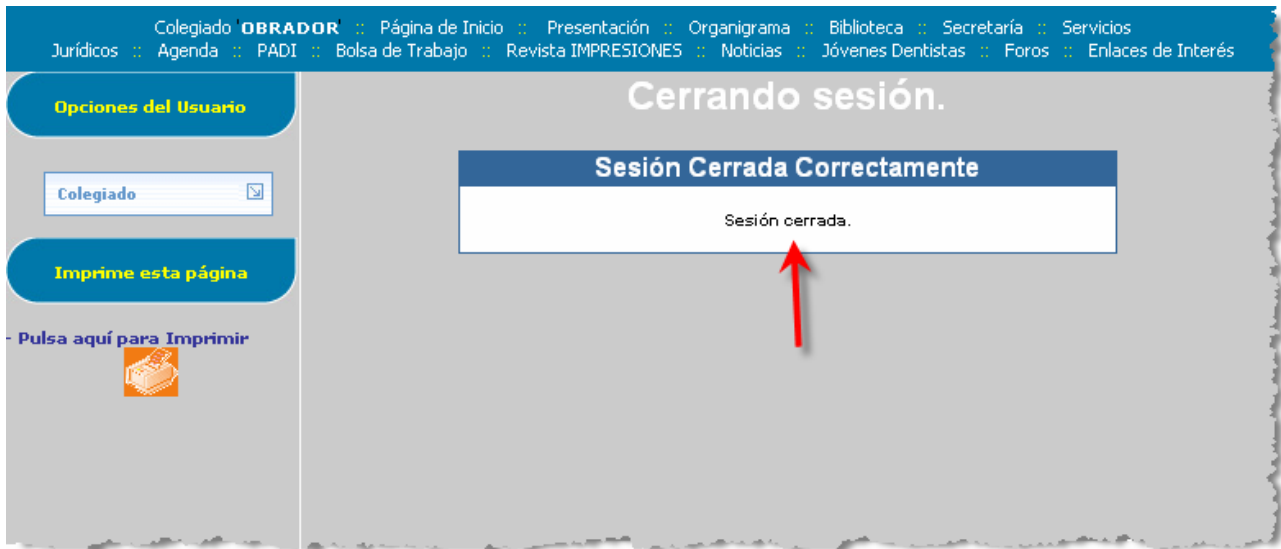 Colegiado 'OBRADOR' :: Página de Inicio :: Presentación :: Organigrama :: Biblioteca :: Secretaría :: Servicios
Jurídicos :: Agenda :: PADI :: Bolsa de Trabajo :: Revista IMPRESIONES :: Noticias :: Jóvenes Dentistas :: Foros :: Enlaces de Interés
Opciones del Usuario
Colegiado
Imprime esta página
- Pulsa aquí para Imprimir
Cerrando sesión.
Sesión Cerrada Correctamente
Sesión cerrada.